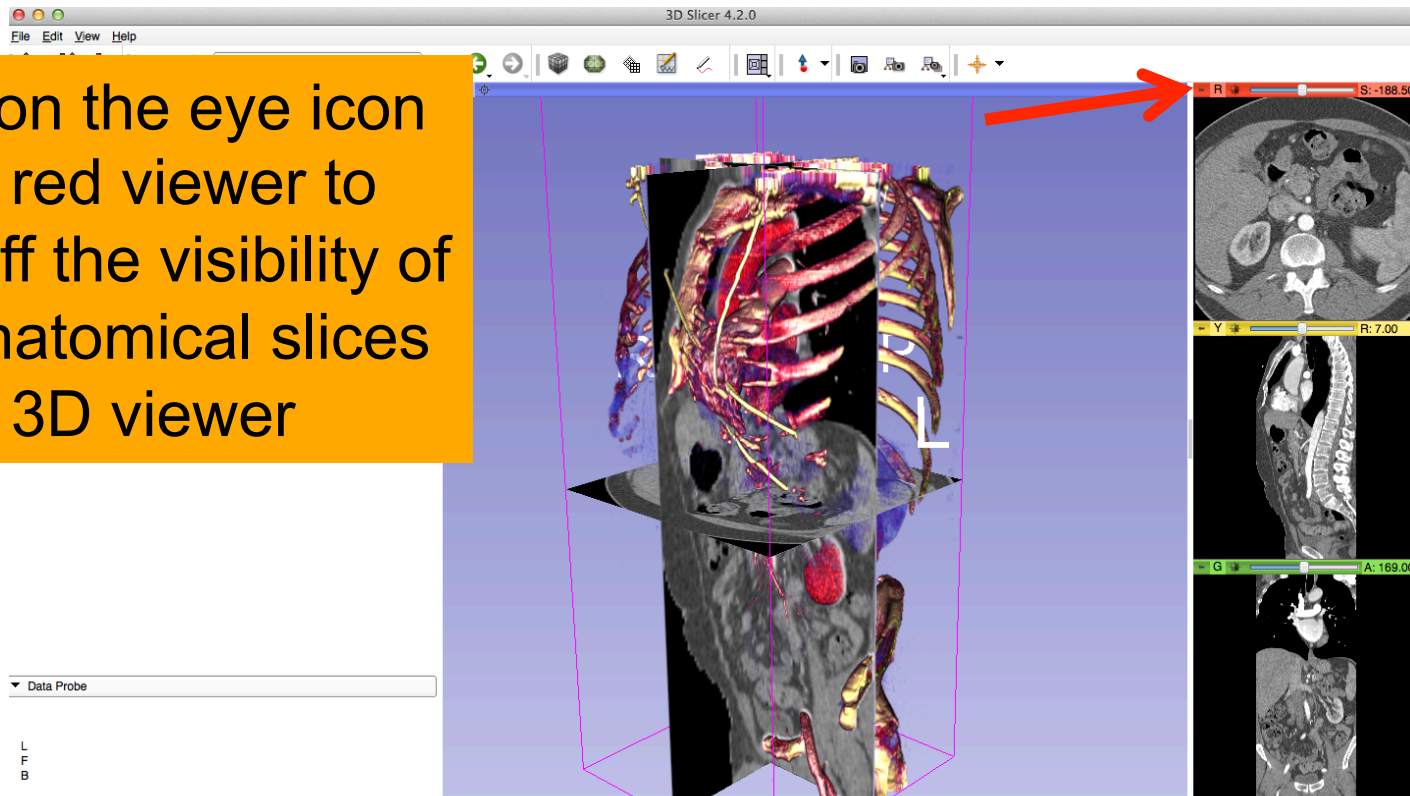 3D Slicer 4.2.0
File Edit View Help
on the eye icon
red viewer to
ff the visibility of
natomical slices
3D viewer
R S: -188.50
Y R: 7.00
G A: 169.00
P
L
Data Probe
L
F
B